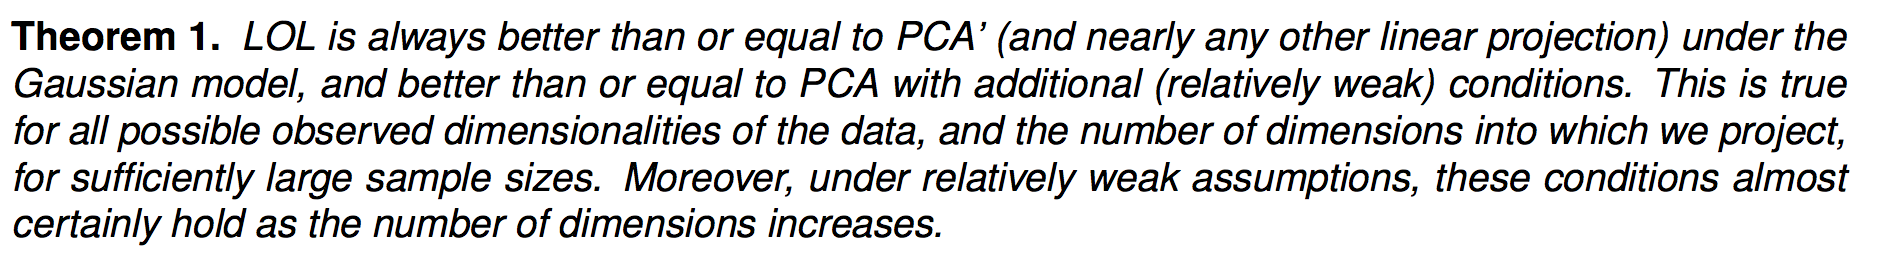 Theorem 1. LOL is always better than or equal to PCA’ (and nearly any other linear projection) under the
Gaussian model, and better than or equal to PCA with additional (relatively weak) conditions. This is true
for all possible observed dimensionalities of the data, and the number of dimensions into which we project,
for sufficiently large sample sizes. Moreover, under relatively weak assumptions, these conditions almost
certainly hold as the number of dimensions increases.